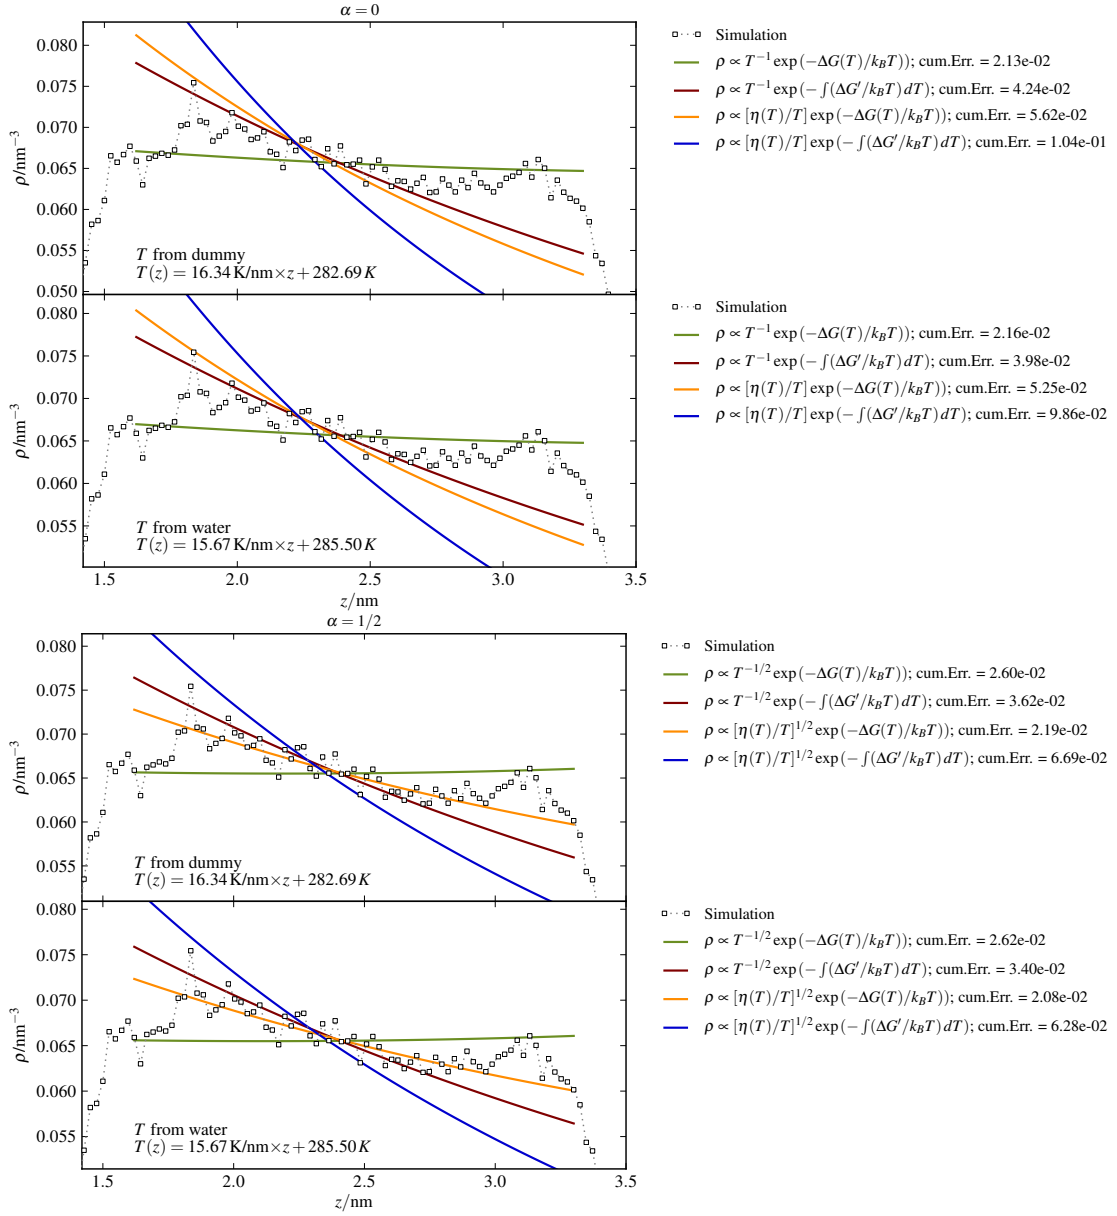 α = 0
0.080
0.075
0.070
0.065
0.060
0.055
0.050
ρ/nm⁻³
T from dummy
T(z) = 16.34 K/nm×z + 282.69 K
Simulation
ρ ∝ T⁻¹ exp(−ΔG(T)/k_BT)); cum.Err. = 2.13e-02
ρ ∝ T⁻¹ exp(−∫(ΔG′/k_BT) dT); cum.Err. = 4.24e-02
ρ ∝ [η(T)/T] exp(−ΔG(T)/k_BT)); cum.Err. = 5.62e-02
ρ ∝ [η(T)/T] exp(−∫(ΔG′/k_BT) dT); cum.Err. = 1.04e-01
0.080
0.075
0.070
0.065
0.060
0.055
ρ/nm⁻³
T from water
T(z) = 15.67 K/nm×z + 285.50 K
1.5 2.0 2.5 3.0 3.5
z/nm
Simulation
ρ ∝ T⁻¹ exp(−ΔG(T)/k_BT)); cum.Err. = 2.16e-02
ρ ∝ T⁻¹ exp(−∫(ΔG′/k_BT) dT); cum.Err. = 3.98e-02
ρ ∝ [η(T)/T] exp(−ΔG(T)/k_BT)); cum.Err. = 5.25e-02
ρ ∝ [η(T)/T] exp(−∫(ΔG′/k_BT) dT); cum.Err. = 9.86e-02
α = 1/2
0.080
0.075
0.070
0.065
0.060
0.055
ρ/nm⁻³
T from dummy
T(z) = 16.34 K/nm×z + 282.69 K
Simulation
ρ ∝ T⁻¹/² exp(−ΔG(T)/k_BT)); cum.Err. = 2.60e-02
ρ ∝ T⁻¹/² exp(−∫(ΔG′/k_BT) dT); cum.Err. = 3.62e-02
ρ ∝ [η(T)/T]¹/² exp(−ΔG(T)/k_BT)); cum.Err. = 2.19e-02
ρ ∝ [η(T)/T]¹/² exp(−∫(ΔG′/k_BT) dT); cum.Err. = 6.69e-02
0.080
0.075
0.070
0.065
0.060
0.055
ρ/nm⁻³
T from water
T(z) = 15.67 K/nm×z + 285.50 K
1.5 2.0 2.5 3.0 3.5
z/nm
Simulation
ρ ∝ T⁻¹/² exp(−ΔG(T)/k_BT)); cum.Err. = 2.62e-02
ρ ∝ T⁻¹/² exp(−∫(ΔG′/k_BT) dT); cum.Err. = 3.40e-02
ρ ∝ [η(T)/T]¹/² exp(−ΔG(T)/k_BT)); cum.Err. = 2.08e-02
ρ ∝ [η(T)/T]¹/² exp(−∫(ΔG′/k_BT) dT); cum.Err. = 6.28e-02